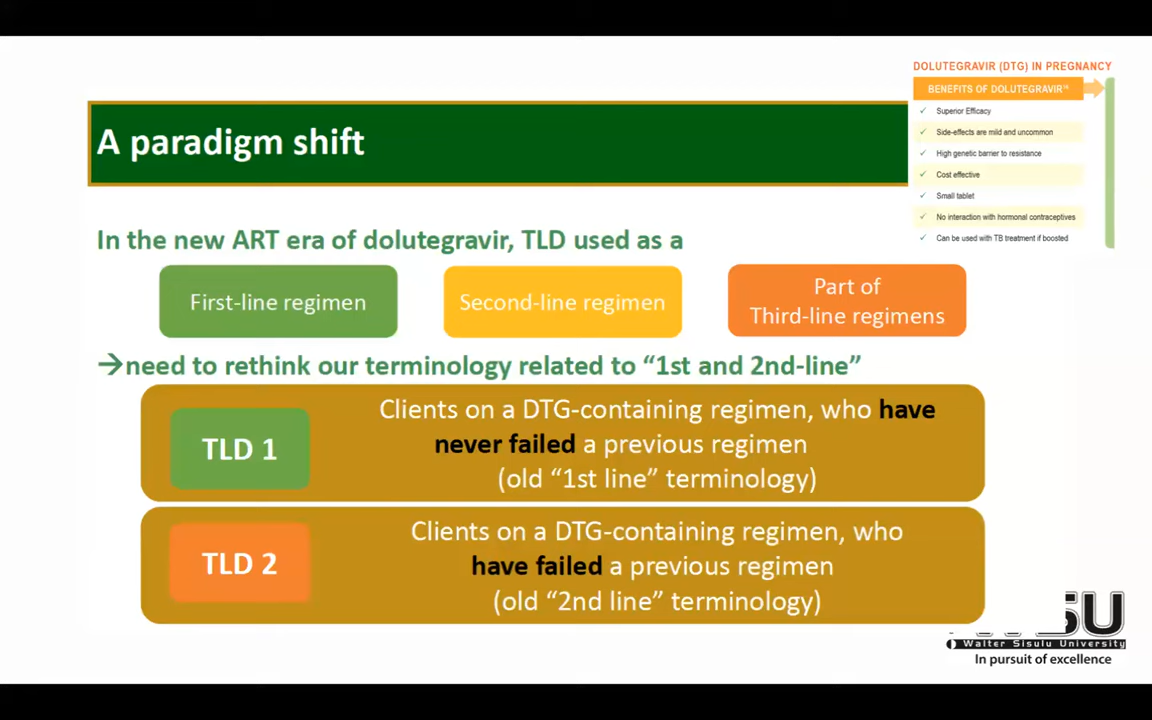 DOLUTEGRAVIR (DTG) IN PREGNANCY
BENEFITS OF DOLUTEGRAVIR
✓ Superior Efficacy
✓ Side-effects are mild and uncommon
✓ High genetic barrier to resistance
✓ Cost effective
✓ Small tablet
✓ No interaction with hormonal contraceptives
✓ Can be used with TB treatment if boosted
A paradigm shift
In the new ART era of dolutegravir, TLD used as a
First-line regimen
Second-line regimen
Part of
Third-line regimens
→need to rethink our terminology related to “1st and 2nd-line”
TLD 1
Clients on a DTG-containing regimen, who have
never failed a previous regimen
(old “1st line” terminology)
TLD 2
Clients on a DTG-containing regimen, who
have failed a previous regimen
(old “2nd line” terminology)
Walter Sisulu University
In pursuit of excellence